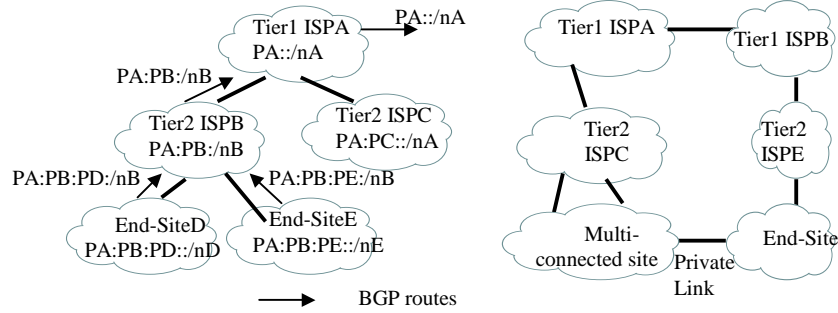 PA::/nA
Tier1 ISPA
PA::/nA
PA:PB:/nB
Tier2 ISPB
PA:PB:/nB
Tier2 ISPC
PA:PC::/nA
PA:PB:PD:/nB
PA:PB:PE:/nB
End-SiteD
PA:PB:PD::/nD
End-SiteE
PA:PB:PE::/nE
BGP routes
Tier1 ISPA
Tier1 ISPB
Tier2
ISPC
Tier2
ISPE
Multi-
connected site
Private
Link
End-Site